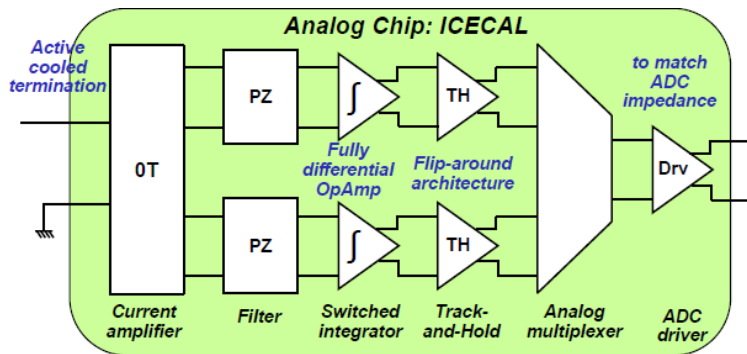 Analog Chip: ICECAL
Active
cooled
termination
to match
ADC
impedance
PZ
∫
TH
0T
Fully
differential
OpAmp
Flip-around
architecture
Drv
PZ
∫
TH
Current
amplifier
Filter
Switched
integrator
Track-
and-Hold
Analog
multiplexer
ADC
driver